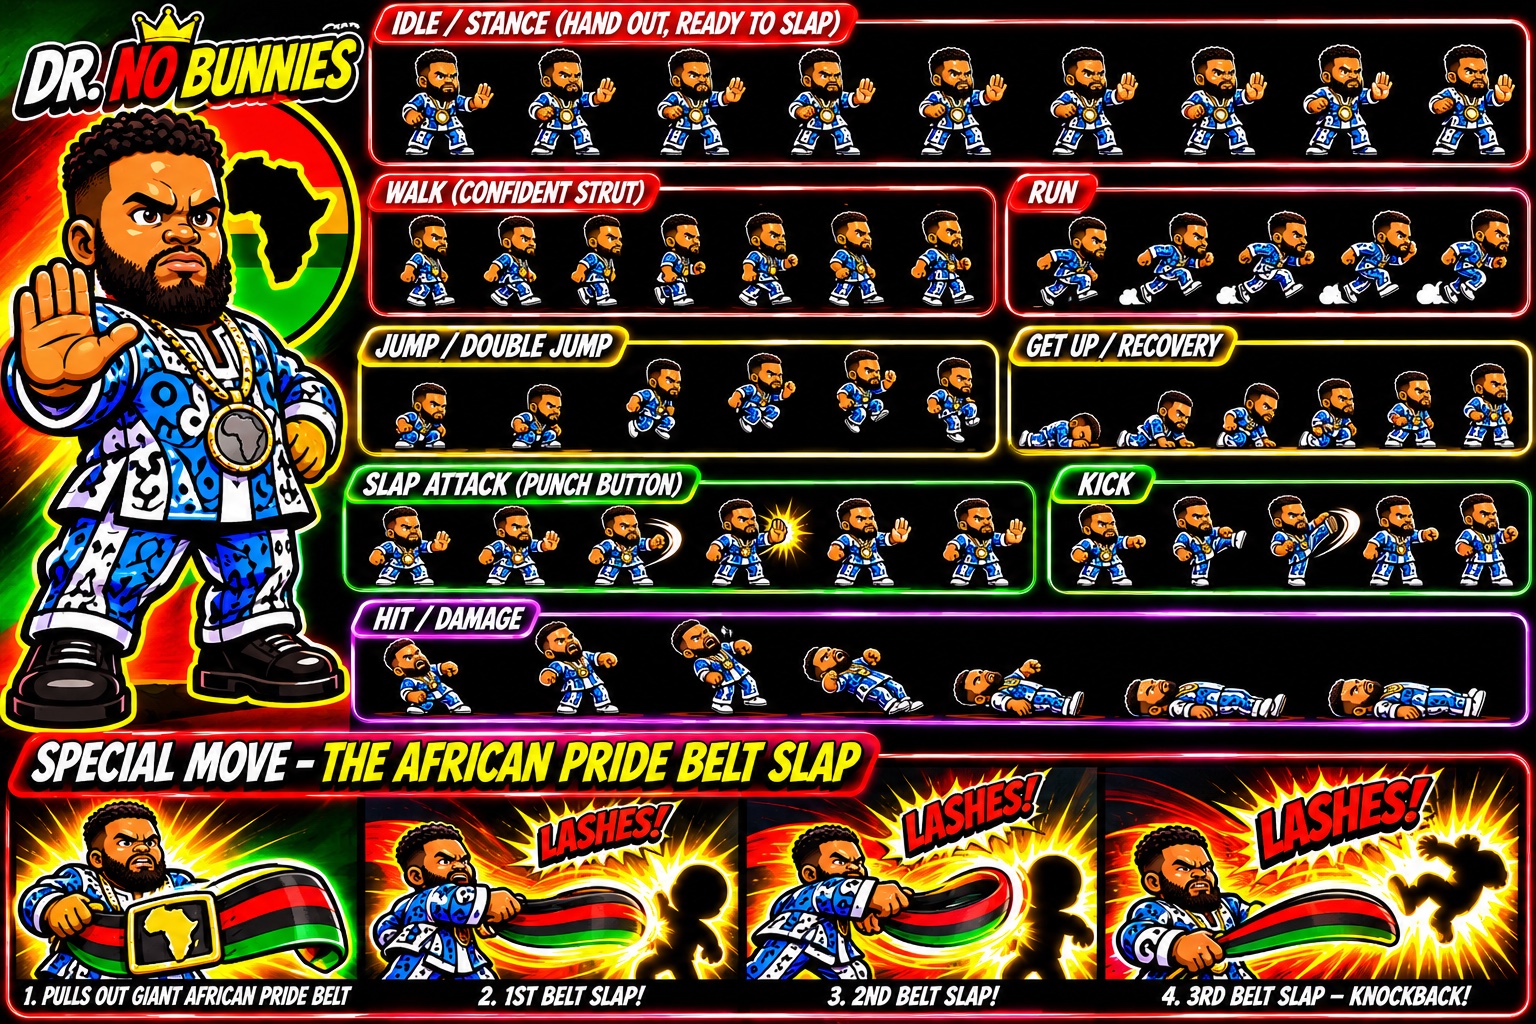 DR. NO BUNNIES
IDLE / STANCE (HAND OUT, READY TO SLAP)
WALK (CONFIDENT STRUT)
RUN
JUMP / DOUBLE JUMP
GET UP / RECOVERY
SLAP ATTACK (PUNCH BUTTON)
KICK
HIT / DAMAGE
SPECIAL MOVE - THE AFRICAN PRIDE BELT SLAP
LASHES!
LASHES!
LASHES!
1. PULLS OUT GIANT AFRICAN PRIDE BELT
2. 1ST BELT SLAP!
3. 2ND BELT SLAP!
4. 3RD BELT SLAP – KNOCKBACK!